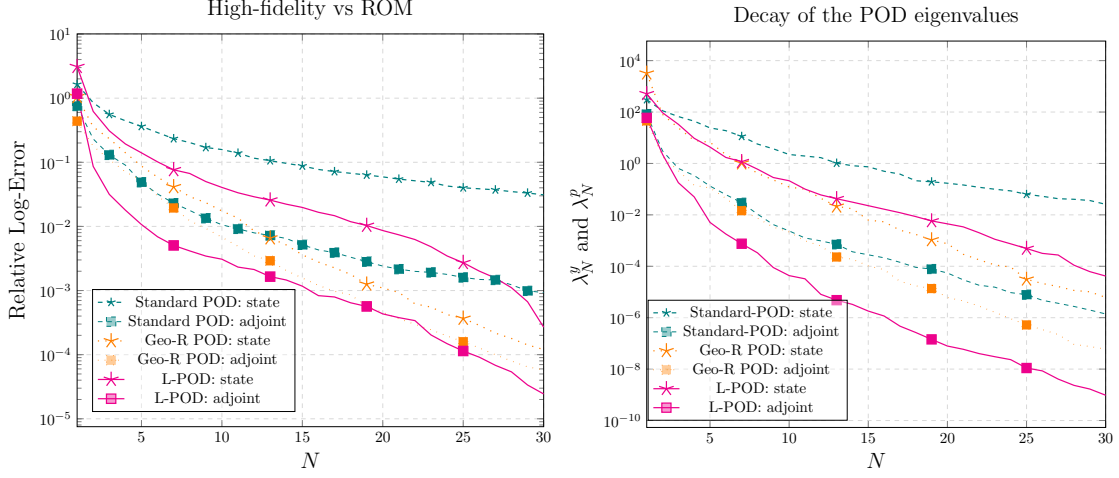 High-fidelity vs ROM
10^1
10^0
10^-1
10^-2
10^-3
10^-4
10^-5
Relative Log-Error
Standard POD: state
Standard POD: adjoint
Geo-R POD: state
Geo-R POD: adjoint
L-POD: state
L-POD: adjoint
5 10 15 20 25 30
N
Decay of the POD eigenvalues
10^4
10^2
10^0
10^-2
10^-4
10^-6
10^-8
10^-10
λ_N^y and λ_N^p
Standard-POD: state
Standard-POD: adjoint
Geo-R POD: state
Geo-R POD: adjoint
L-POD: state
L-POD: adjoint
5 10 15 20 25 30
N